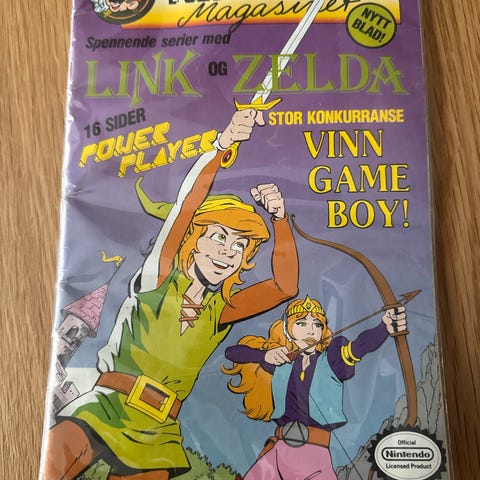 Magasinet
NYTT
BLAD!
Spennende serier med
LINK OG ZELDA
16 SIDER
POWER
PLAYER
STOR KONKURRANSE
VINN
GAME
BOY!
Official
Nintendo
Licensed Product